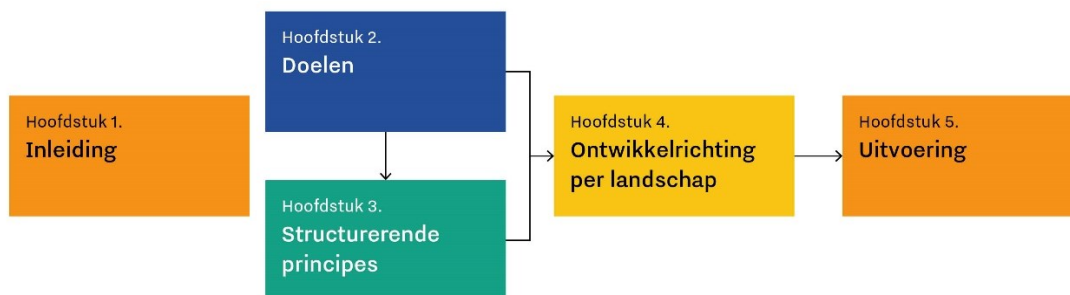 Hoofdstuk 1.
Inleiding
Hoofdstuk 2.
Doelen
Hoofdstuk 3.
Structurerende
principes
Hoofdstuk 4.
Ontwikkelrichting
per landschap
Hoofdstuk 5.
Uitvoering